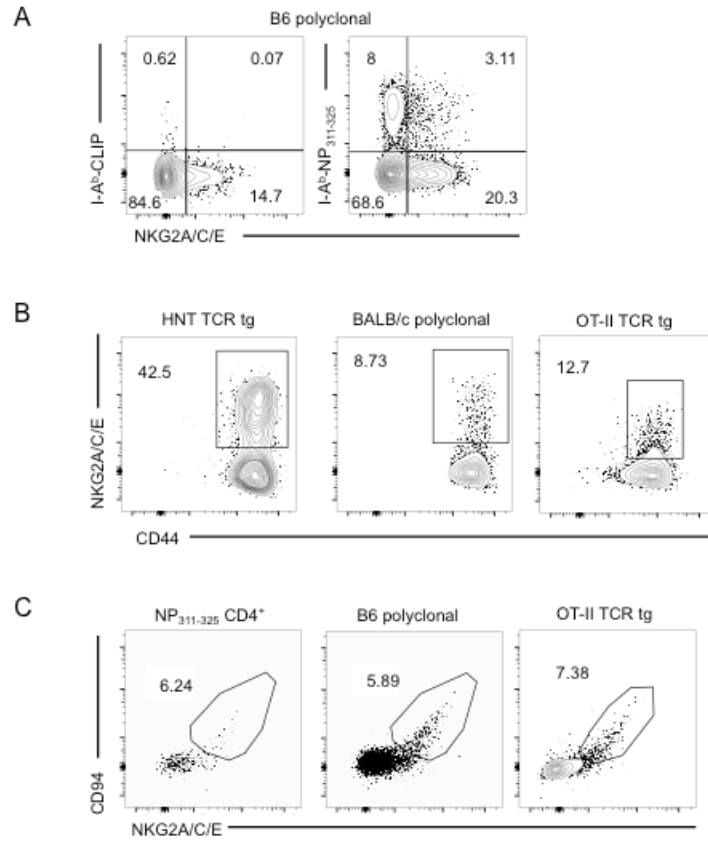 A
B6 polyclonal
I-Aᵇ-CLIP
0.62
0.07
84.6
14.7
I-Aᵇ-NP₃₁₁₋₃₂₅
8
3.11
68.6
20.3
NKG2A/C/E
B
HNT TCR tg
BALB/c polyclonal
OT-II TCR tg
NKG2A/C/E
42.5
8.73
12.7
CD44
C
NP₃₁₁₋₃₂₅ CD4⁺
B6 polyclonal
OT-II TCR tg
CD94
6.24
5.89
7.38
NKG2A/C/E